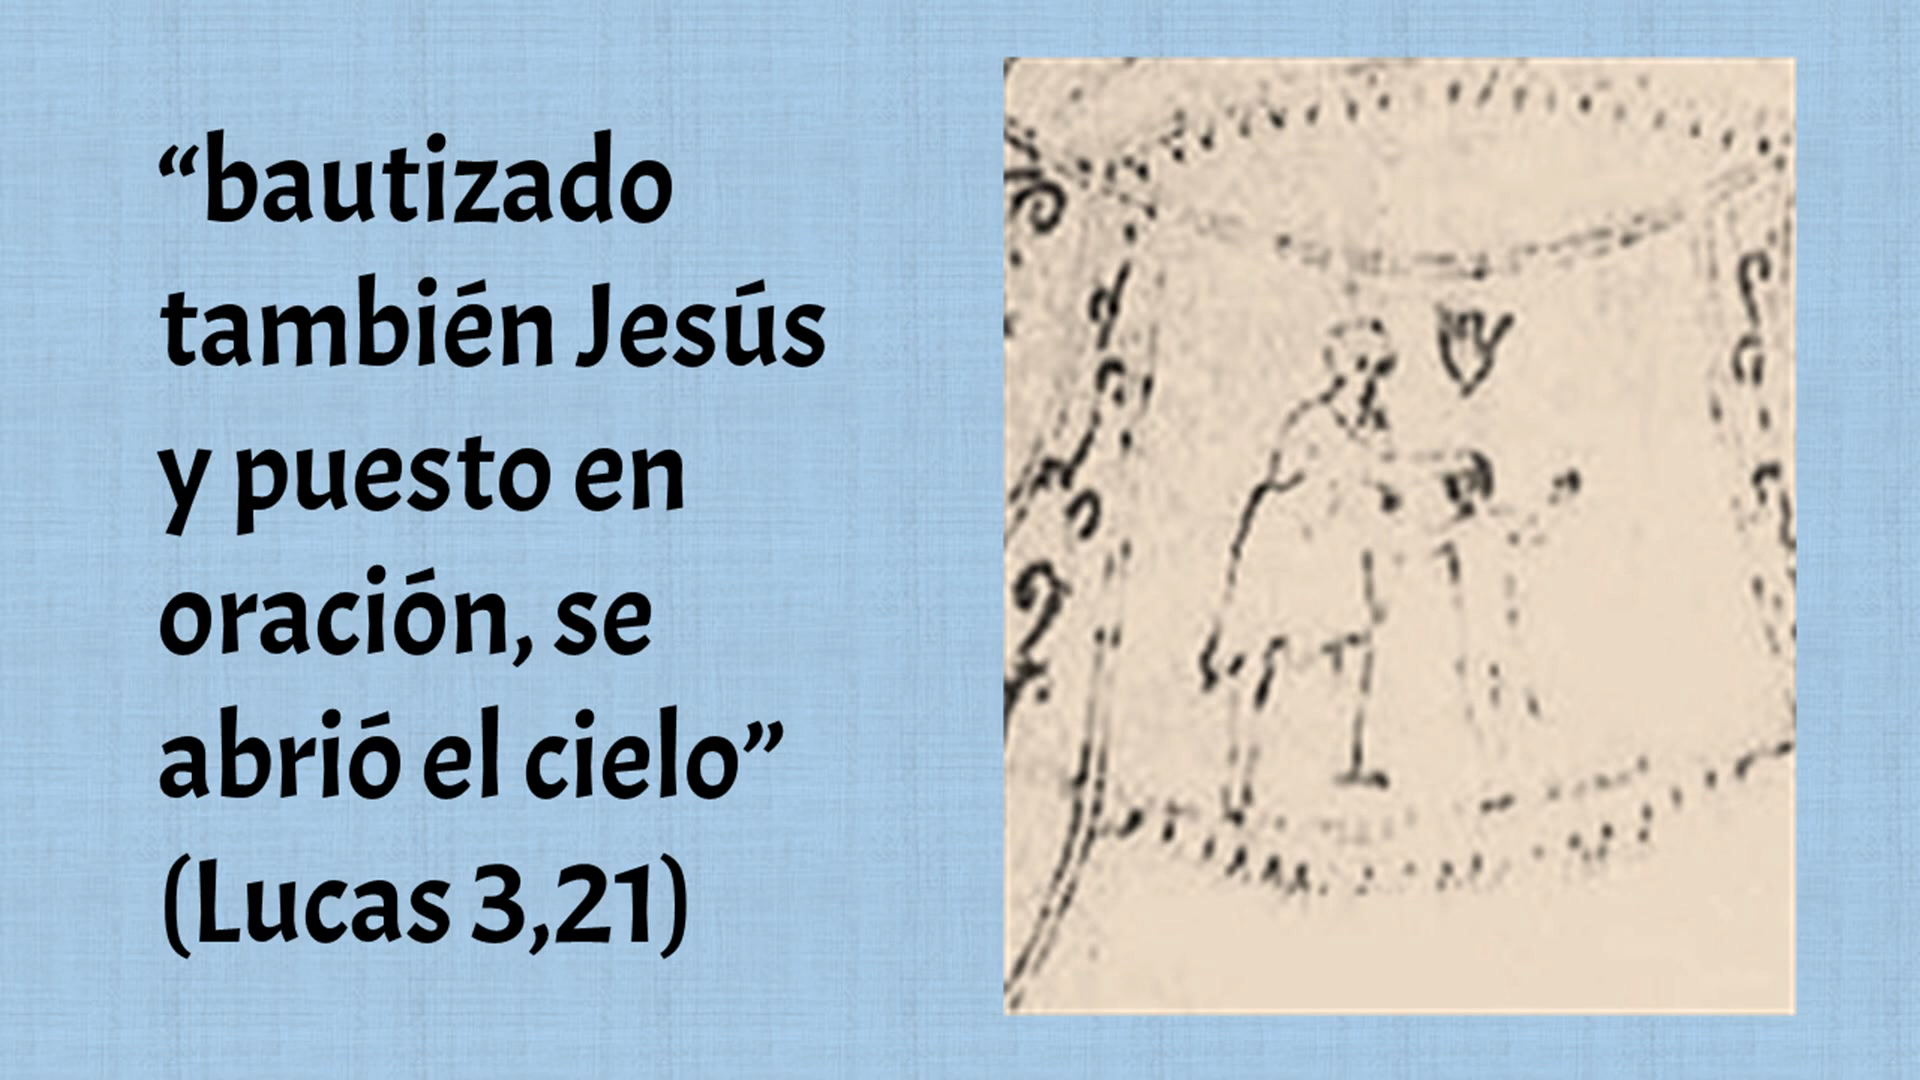 “bautizado
también Jesús
y puesto en
oración, se
abrió el cielo”
(Lucas 3,21)